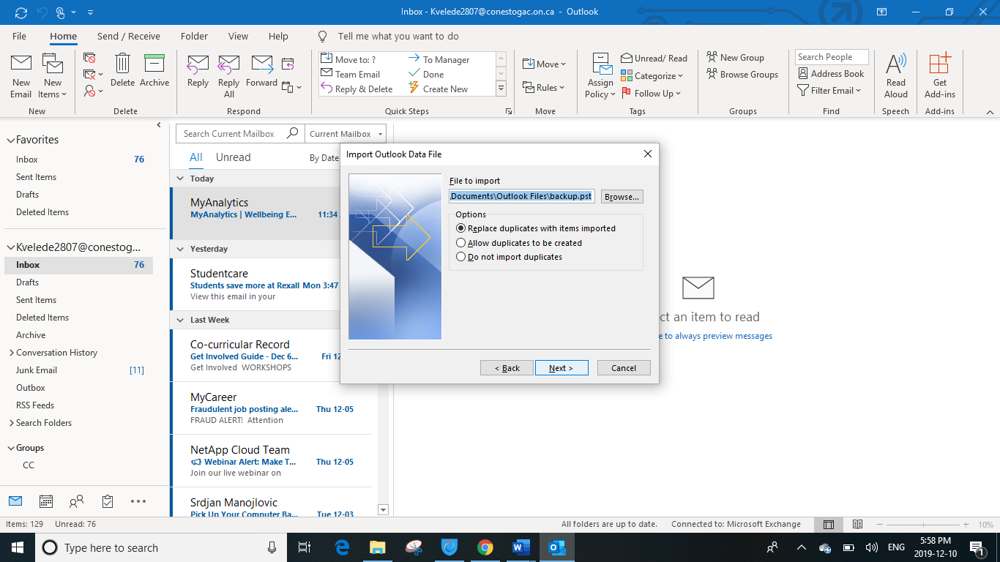 Inbox - Kvelede2807@conestogac.on.ca - Outlook
File Home Send / Receive Folder View Help Tell me what you want to do
New Email
New Items
New
Delete
Archive
Delete
Reply
Reply All
Forward
Respond
Move to: ?
Team Email
Reply & Delete
To Manager
Done
Create New
Quick Steps
Move
Rules
Move
Assign Policy
Unread/ Read
Categorize
Follow Up
Tags
New Group
Browse Groups
Groups
Search People
Address Book
Filter Email
Find
Read Aloud
Speech
Get Add-ins
Add-ins
Favorites
Inbox 76
Sent Items
Drafts
Deleted Items
Kvelede2807@conestog...
Inbox 76
Drafts
Sent Items
Deleted Items
Archive
Conversation History
Junk Email [11]
Outbox
RSS Feeds
Search Folders
Groups
CC
Search Current Mailbox Current Mailbox
All Unread By Date
Today
MyAnalytics
MyAnalytics | Wellbeing E... 11:34
Yesterday
Studentcare
Students save more at Rexall Mon 3:47
View this email in your
Last Week
Co-curricular Record
Get Involved Guide - Dec 6... Fri 12
Get Involved WORKSHOPS
MyCareer
Fraudulent job posting ale... Thu 12-05
FRAUD ALERT! Attention
NetApp Cloud Team
Webinar Alert: Make T... Thu 12-05
Join our live webinar on
Srdjan Manojlovic
Pick Up Your Computer Ba... Tue 12-03
Import Outlook Data File
File to import
Documents\Outlook Files\backup.pst Browse...
Options
Replace duplicates with items imported
Allow duplicates to be created
Do not import duplicates
< Back Next > Cancel
ct an item to read
e to always preview messages
Items: 129 Unread: 76 All folders are up to date. Connected to: Microsoft Exchange 10%
Type here to search ENG 5:58 PM
2019-12-10 1